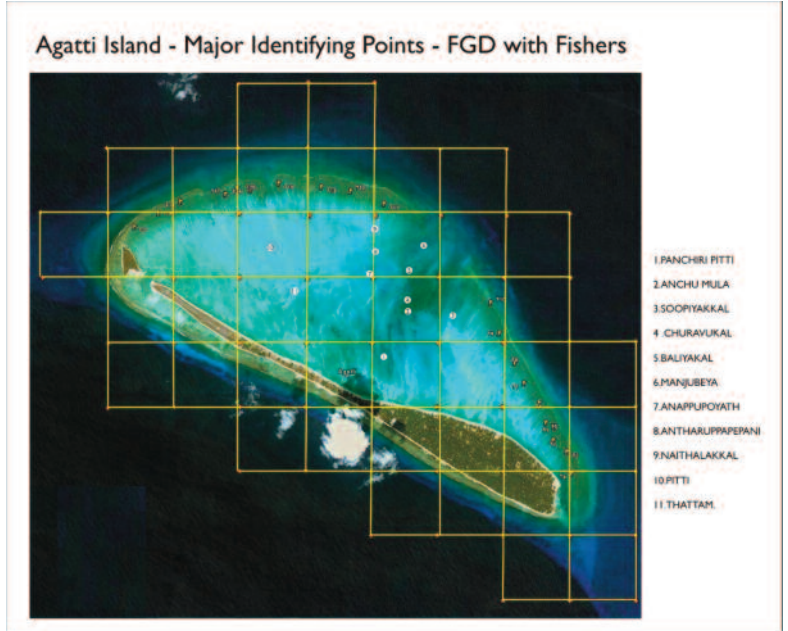 Agatti Island - Major Identifying Points - FGD with Fishers
1.PANCHIRI PITTI
2.ANCHU MULA
3.SOOPIYAKKAL
4 .CHURAVUKAL
5.BALIYAKAL
6.MANJUBEYA
7.ANAPPUPOYATH
8.ANTHARUPPAPEPANI
9.NAITHALAKKAL
10.PITTI
11.THATTAM.
Agatti